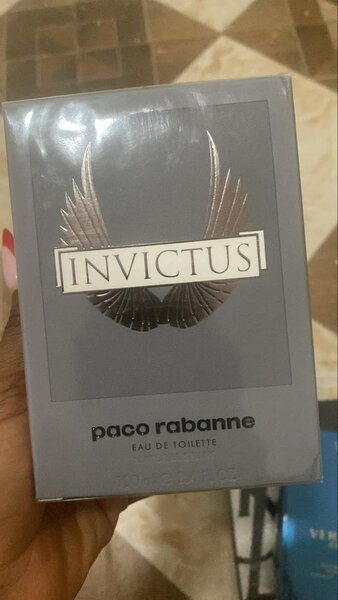 INVICTUS
paco rabanne
EAU DE TOILETTE